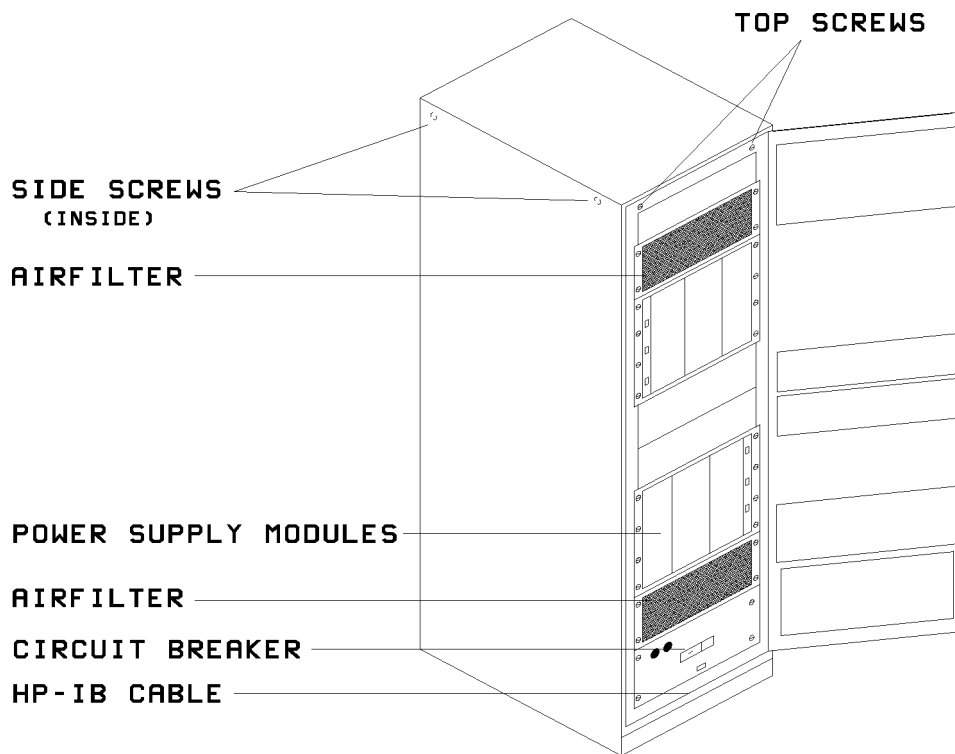 TOP SCREWS
SIDE SCREWS
(INSIDE)
AIRFILTER
POWER SUPPLY MODULES
AIRFILTER
CIRCUIT BREAKER
HP-IB CABLE